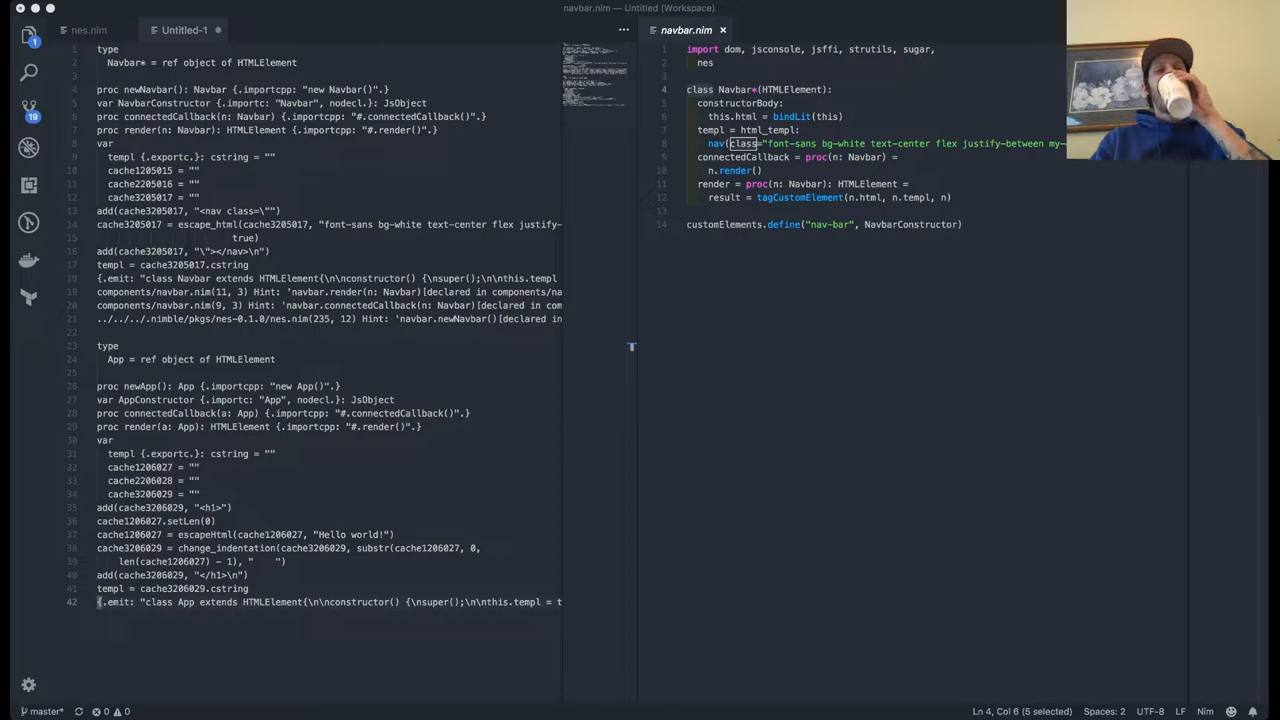 navbar.nim — Untitled (Workspace)
nes.nim
Untitled-1
navbar.nim
1
19
1 type
2 Navbar* = ref object of HTMLElement
3
4 proc newNavbar(): Navbar {.importcpp: "new Navbar()".}
5 var NavbarConstructor {.importc: "Navbar", nodecl.}: JsObject
6 proc connectedCallback(n: Navbar) {.importcpp: "#.connectedCallback()".}
7 proc render(n: Navbar): HTMLElement {.importcpp: "#.render()".}
8 var
9 templ {.exportc.}: cstring = ""
10 cache1205015 = ""
11 cache2205016 = ""
12 cache3205017 = ""
13 add(cache3205017, "<nav class=\"")
14 cache3205017 = escape_html(cache3205017, "font-sans bg-white text-center flex justify-
15 true)
16 add(cache3205017, "\"></nav>\n")
17 templ = cache3205017.cstring
18 {.emit: "class Navbar extends HTMLElement{\n\nconstructor() {\nsuper();\n\nthis.templ
19 components/navbar.nim(11, 3) Hint: 'navbar.render(n: Navbar)[declared in components/na
20 components/navbar.nim(9, 3) Hint: 'navbar.connectedCallback(n: Navbar)[declared in com
21 ../../../.nimble/pkgs/nes-0.1.0/nes.nim(235, 12) Hint: 'navbar.newNavbar()[declared in
22
23 type
24 App = ref object of HTMLElement
25
26 proc newApp(): App {.importcpp: "new App()".}
27 var AppConstructor {.importc: "App", nodecl.}: JsObject
28 proc connectedCallback(a: App) {.importcpp: "#.connectedCallback()".}
29 proc render(a: App): HTMLElement {.importcpp: "#.render()".}
30 var
31 templ {.exportc.}: cstring = ""
32 cache1206027 = ""
33 cache2206028 = ""
34 cache3206029 = ""
35 add(cache3206029, "<h1>")
36 cache1206027.setLen(0)
37 cache1206027 = escapeHtml(cache1206027, "Hello world!")
38 cache3206029 = change_indentation(cache3206029, substr(cache1206027, 0,
39 len(cache1206027) - 1), "    ")
40 add(cache3206029, "</h1>\n")
41 templ = cache3206029.cstring
42 {.emit: "class App extends HTMLElement{\n\nconstructor() {\nsuper();\n\nthis.templ = t
1 import dom, jsconsole, jsffi, strutils, sugar,
2 nes
3
4 class Navbar*(HTMLElement):
5 constructorBody:
6 this.html = bindLit(this)
7 templ = html_templ:
8 nav(class="font-sans bg-white text-center flex justify-between my-
9 connectedCallback = proc(n: Navbar) =
10 n.render()
11 render = proc(n: Navbar): HTMLElement =
12 result = tagCustomElement(n.html, n.templ, n)
13
14 customElements.define("nav-bar", NavbarConstructor)
master* 0 0 Ln 4, Col 6 (5 selected) Spaces: 2 UTF-8 LF Nim